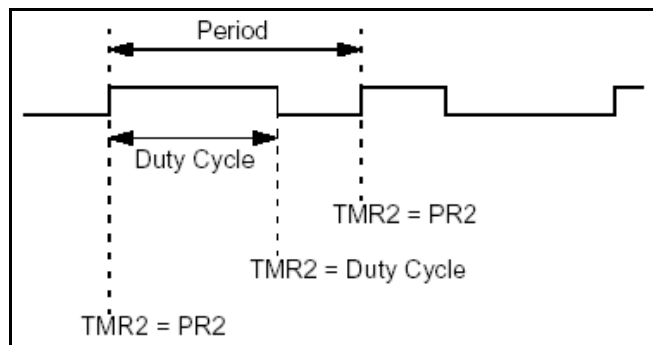 Period
Duty Cycle
TMR2 = PR2
TMR2 = Duty Cycle
TMR2 = PR2